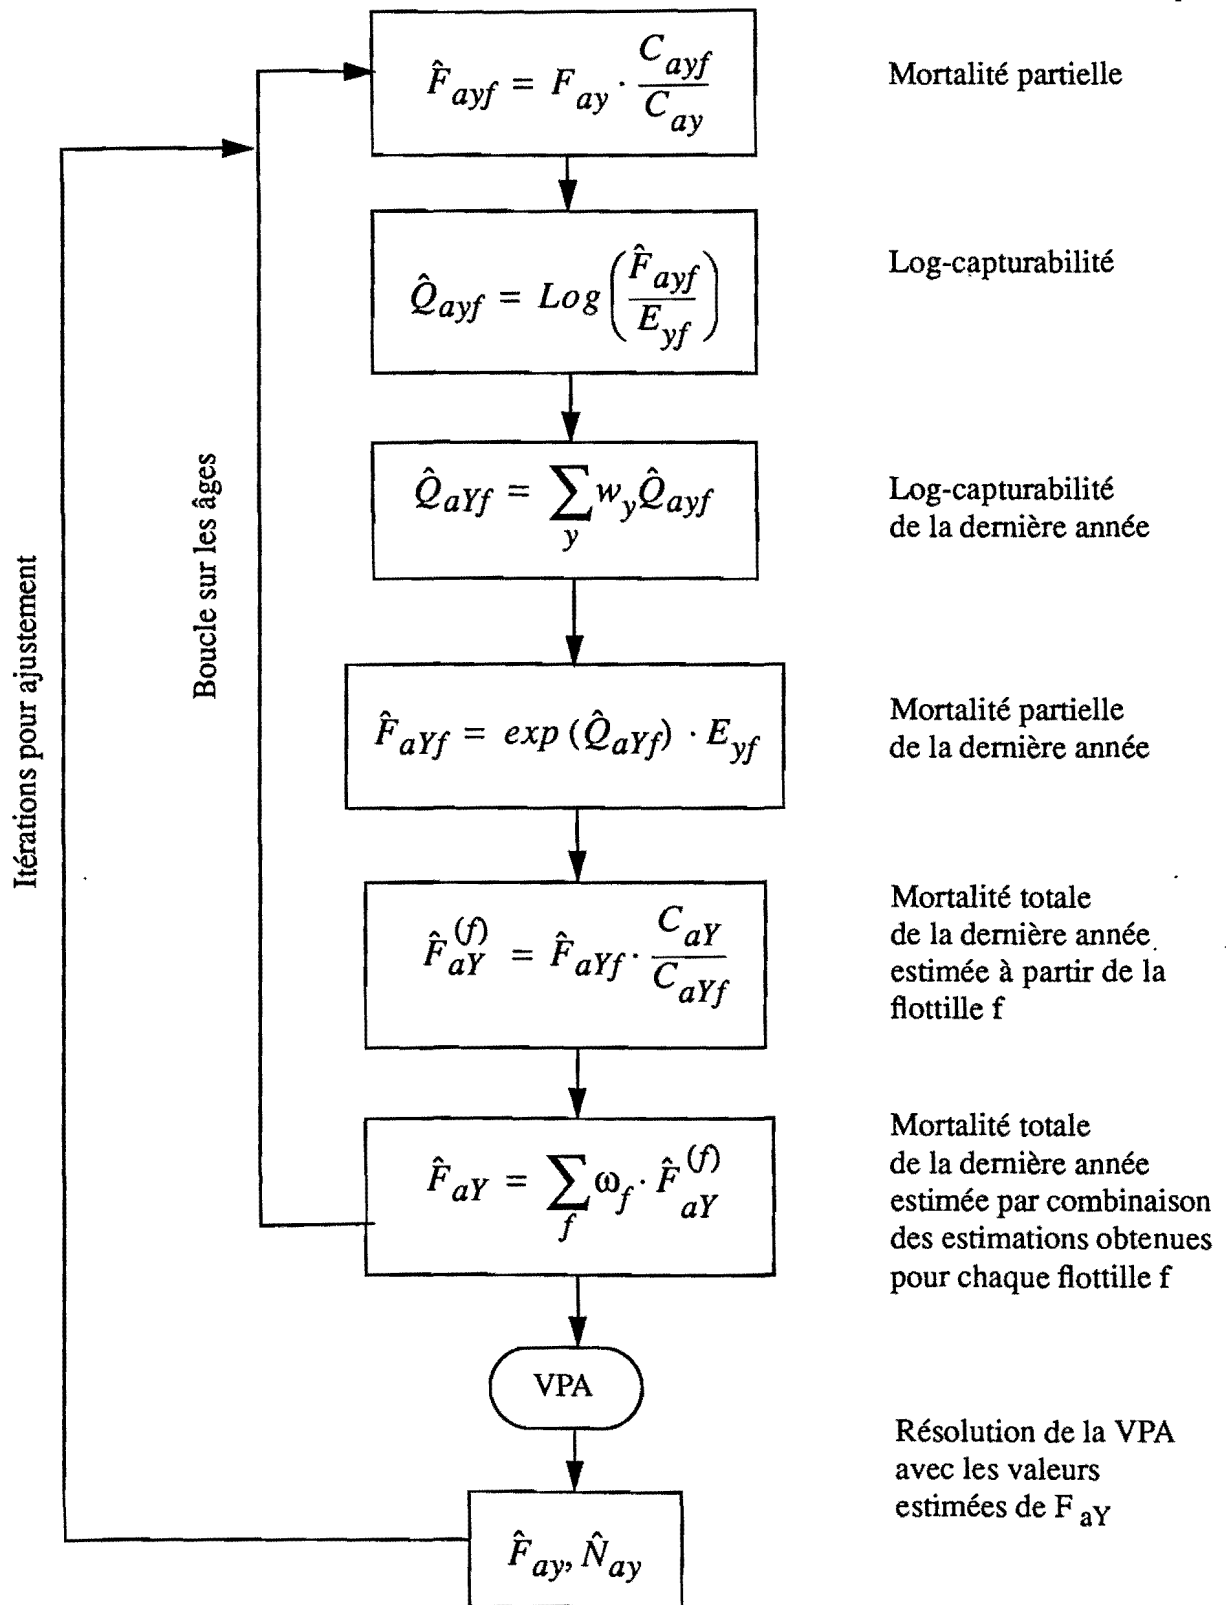 F̂_ayf = F_ay · C_ayf / C_ay
Mortalité partielle
Q̂_ayf = Log(F̂_ayf / E_yf)
Log-capturabilité
Q̂_aYf = ∑_y w_y Q̂_ayf
Log-capturabilité
de la dernière année
F̂_aYf = exp (Q̂_aYf) · E_yf
Mortalité partielle
de la dernière année
F̂_aY^(f) = F̂_aYf · C_aY / C_aYf
Mortalité totale
de la dernière année
estimée à partir de la
flottille f
F̂_aY = ∑_f ω_f · F̂_aY^(f)
Mortalité totale
de la dernière année
estimée par combinaison
des estimations obtenues
pour chaque flottille f
VPA
Résolution de la VPA
avec les valeurs
estimées de F_aY
F̂_ay, N̂_ay
Boucle sur les âges
Itérations pour ajustement